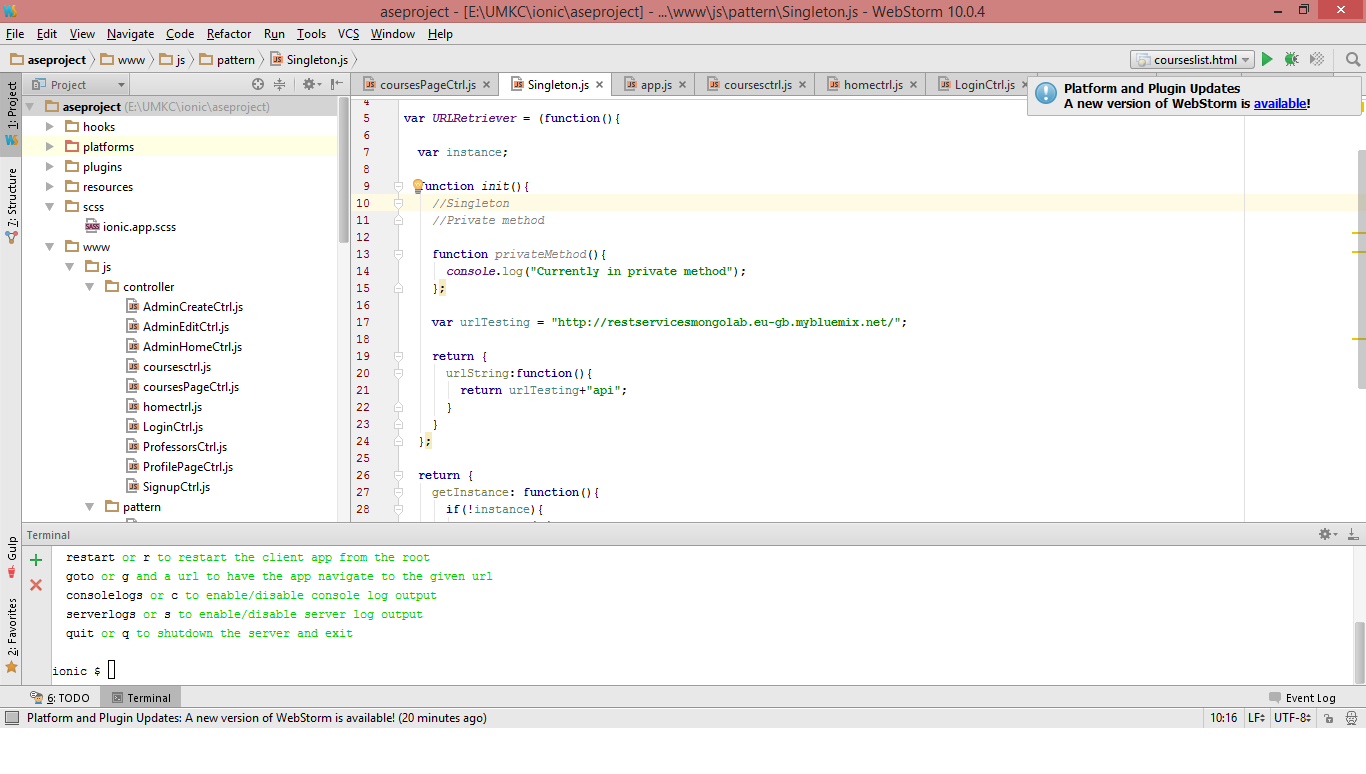 aseproject - [E:\UMKC\ionic\aseproject] - ...\www\js\pattern\Singleton.js - WebStorm 10.0.4
File Edit View Navigate Code Refactor Run Tools VCS Window Help
aseproject www js pattern Singleton.js courseslist.html
1: Project
7: Structure
Gulp
2: Favorites
Project
aseproject (E:\UMKC\ionic\aseproject)
hooks
platforms
plugins
resources
scss
ionic.app.scss
www
js
controller
AdminCreateCtrl.js
AdminEditCtrl.js
AdminHomeCtrl.js
coursesctrl.js
coursesPageCtrl.js
homectrl.js
LoginCtrl.js
ProfessorsCtrl.js
ProfilePageCtrl.js
SignupCtrl.js
pattern
coursesPageCtrl.js Singleton.js app.js coursesctrl.js homectrl.js LoginCtrl.js
Platform and Plugin Updates
A new version of WebStorm is available!
4
5 var URLRetriever = (function(){
6
7 var instance;
8
9 function init(){
10 //Singleton
11 //Private method
12
13 function privateMethod(){
14 console.log("Currently in private method");
15 };
16
17 var urlTesting = "http://restservicesmongolab.eu-gb.mybluemix.net/";
18
19 return {
20 urlString:function(){
21 return urlTesting+"api";
22 }
23 }
24 };
25
26 return {
27 getInstance: function(){
28 if(!instance){
Terminal
restart or r to restart the client app from the root
goto or g and a url to have the app navigate to the given url
consolelogs or c to enable/disable console log output
serverlogs or s to enable/disable server log output
quit or q to shutdown the server and exit
ionic $
6: TODO Terminal Event Log
Platform and Plugin Updates: A new version of WebStorm is available! (20 minutes ago) 10:16 LF UTF-8